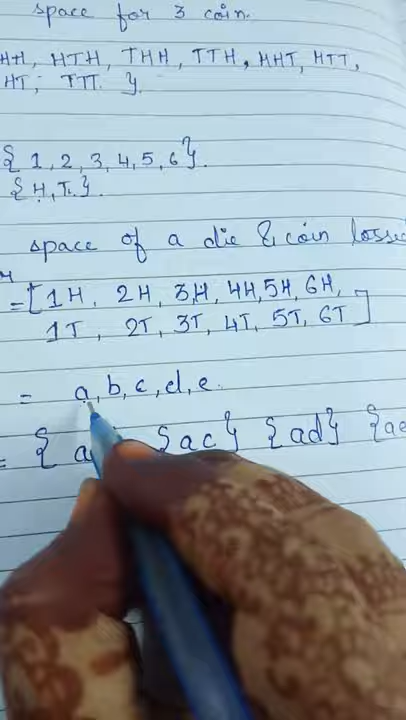 space for 3 coin.
HH, HTH, THH, TTH, HHT, HTT,
HT, TTT. }.
{ 1, 2, 3, 4, 5, 6 }.
{ H, T. }.
space of a die & coin
= [ 1H, 2H, 3H, 4H, 5H, 6H,
1T, 2T, 3T, 4T, 5T, 6T ]
= a, b, c, d, e.
= { a {ac} {ad} {ae